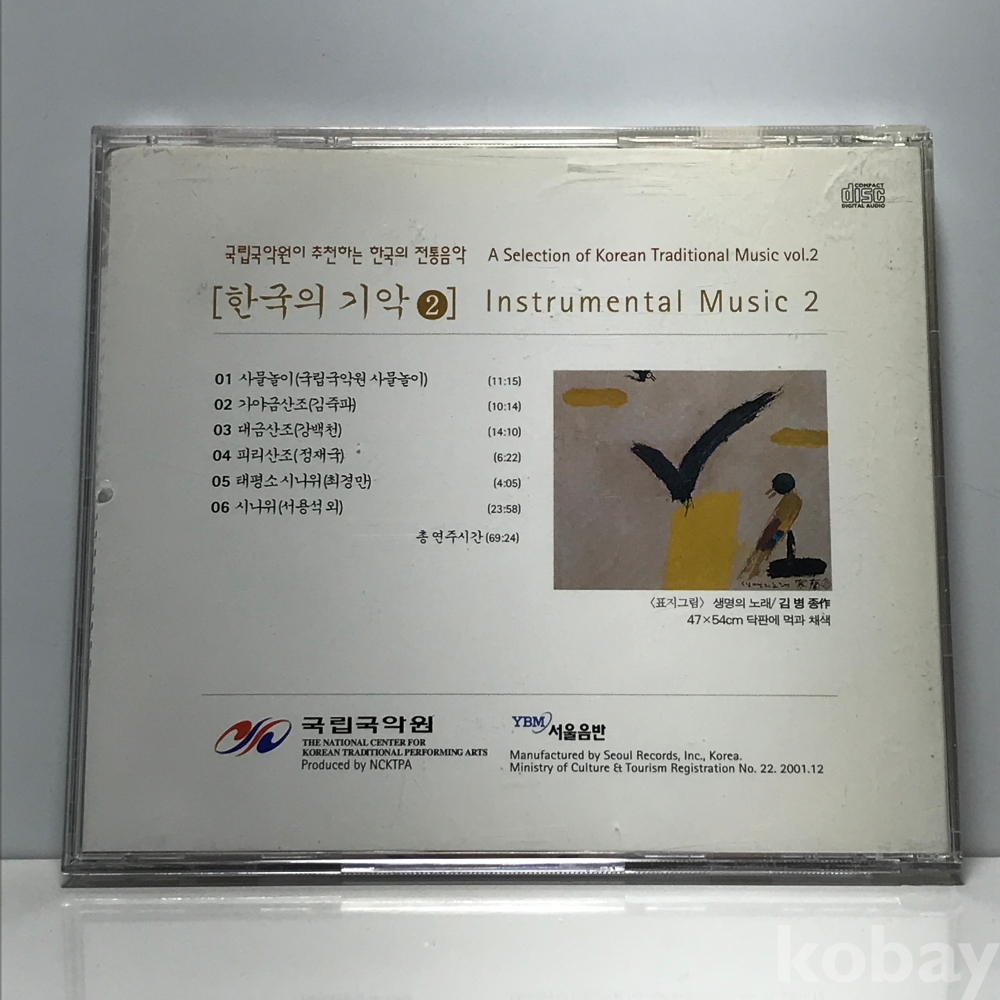 COMPACT
disc
DIGITAL AUDIO
국립국악원이 추천하는 한국의 전통음악 A Selection of Korean Traditional Music vol.2
[한국의 기악 2] Instrumental Music 2
01 사물놀이(국립국악원 사물놀이) (11:15)
02 가야금산조(김죽파) (10:14)
03 대금산조(강백천) (14:10)
04 피리산조(정재국) (6:22)
05 태평소 시나위(최경만) (4:05)
06 시나위(서용석 외) (23:58)
총 연주시간 (69:24)
생명의 노래
〈표지그림〉 생명의 노래/ 김 병 종作
47×54cm 닥판에 먹과 채색
국립국악원
THE NATIONAL CENTER FOR
KOREAN TRADITIONAL PERFORMING ARTS
Produced by NCKTPA
YBM 서울음반
Manufactured by Seoul Records, Inc., Korea.
Ministry of Culture & Tourism Registration No. 22. 2001.12
kobay